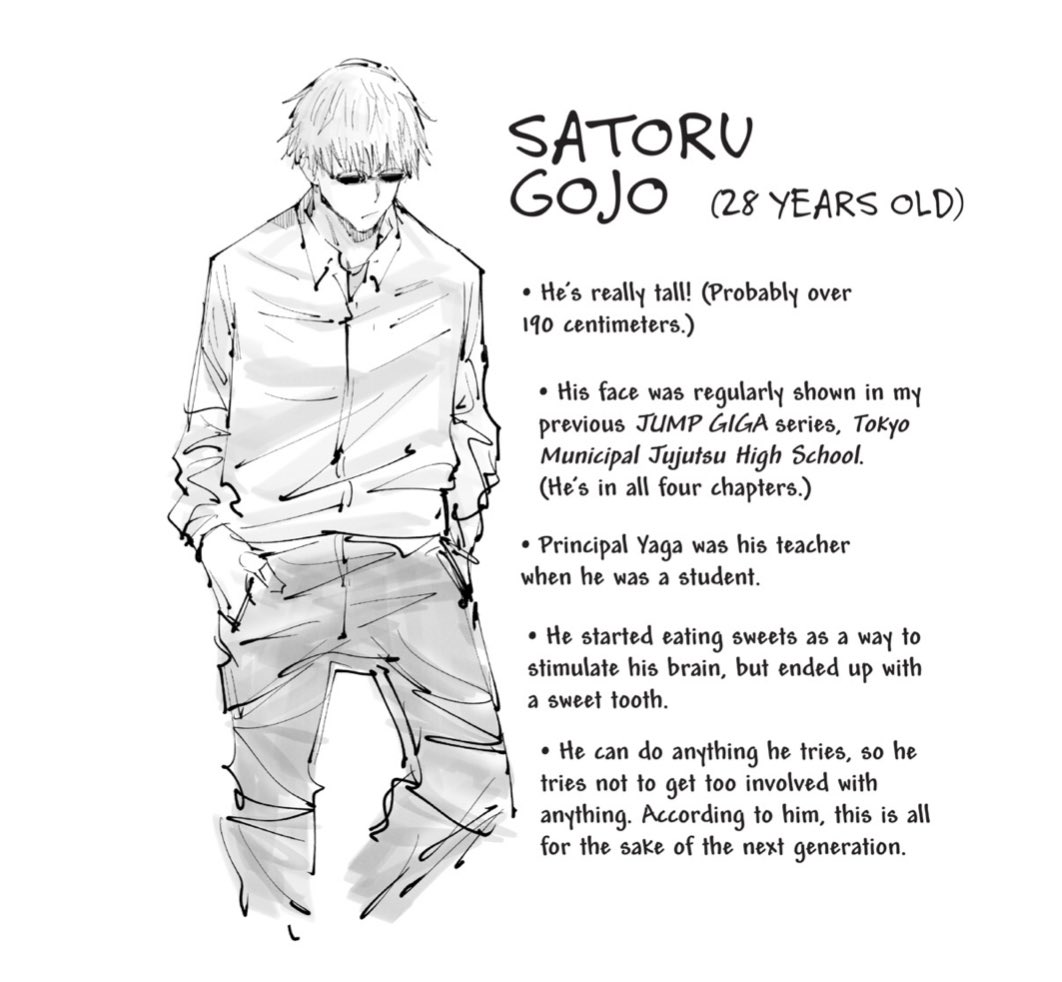 SATORU
GOJO (28 YEARS OLD)
• He's really tall! (Probably over
190 centimeters.)
• His face was regularly shown in my
previous JUMP GIGA series, Tokyo
Municipal Jujutsu High School.
(He's in all four chapters.)
• Principal Yaga was his teacher
when he was a student.
• He started eating sweets as a way to
stimulate his brain, but ended up with
a sweet tooth.
• He can do anything he tries, so he
tries not to get too involved with
anything. According to him, this is all
for the sake of the next generation.